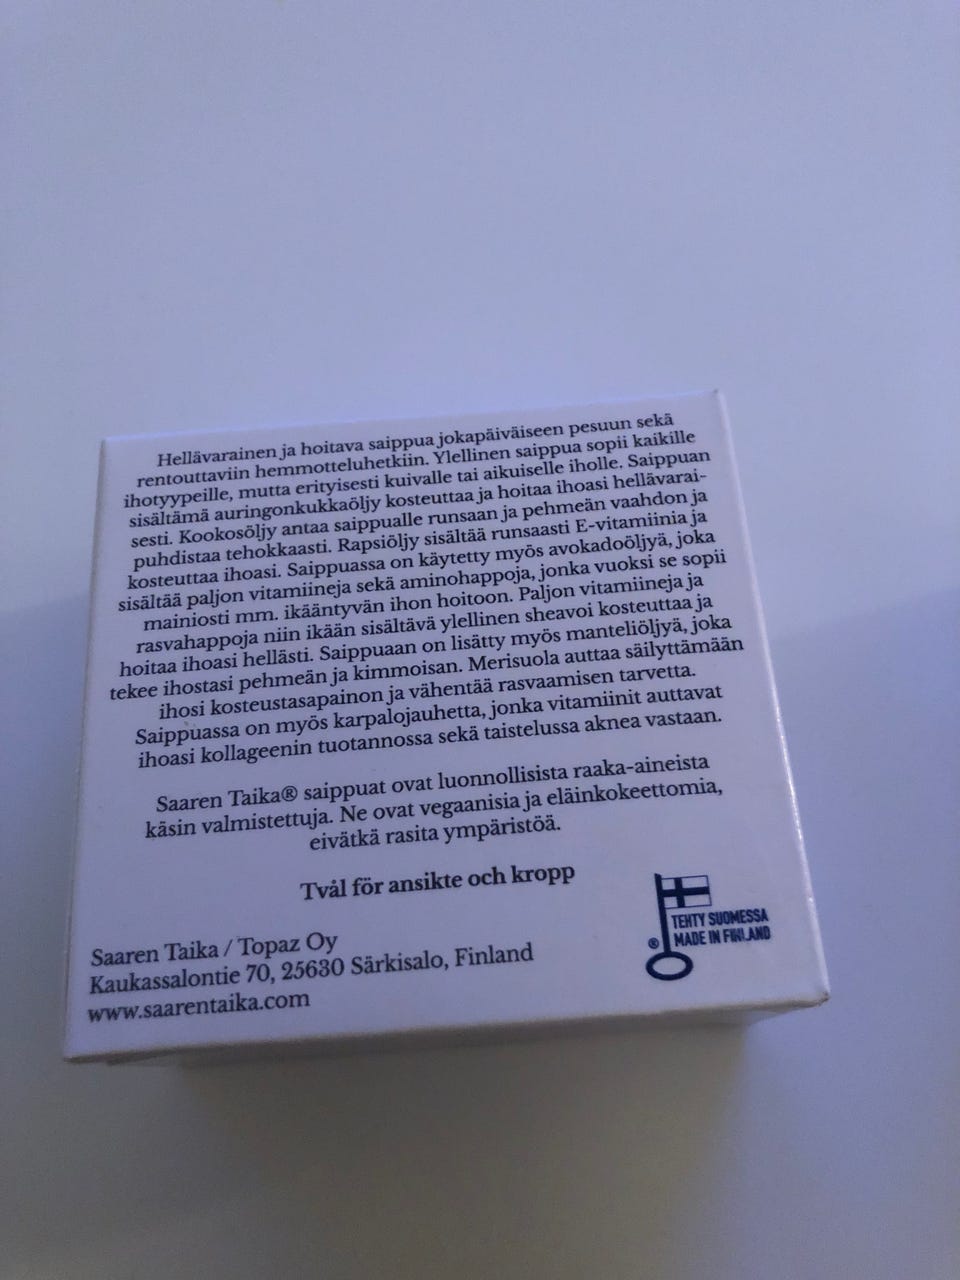 Hellävarainen ja hoitava saippua jokapäiväiseen pesuun sekä
rentouttaviin hemmotteluhetkiin. Ylellinen saippua sopii kaikille
ihotyypeille, mutta erityisesti kuivalle tai aikuiselle iholle. Saippuan
sisältämä auringonkukkaöljy kosteuttaa ja hoitaa ihoasi hellävarai-
sesti. Kookosöljy antaa saippualle runsaan ja pehmeän vaahdon ja
puhdistaa tehokkaasti. Rapsiöljy sisältää runsaasti E-vitamiinia ja
kosteuttaa ihoasi. Saippuassa on käytetty myös avokadoöljyä, joka
sisältää paljon vitamiineja sekä aminohappoja, jonka vuoksi se sopii
mainiosti mm. ikääntyvän ihon hoitoon. Paljon vitamiineja ja
rasvahappoja niin ikään sisältävä ylellinen sheavoi kosteuttaa ja
hoitaa ihoasi hellästi. Saippuaan on lisätty myös manteliöljyä, joka
tekee ihostasi pehmeän ja kimmoisan. Merisuola auttaa säilyttämään
ihosi kosteustasapainon ja vähentää rasvaamisen tarvetta.
Saippuassa on myös karpalojauhetta, jonka vitamiinit auttavat
ihoasi kollageenin tuotannossa sekä taistelussa aknea vastaan.
Saaren Taika® saippuat ovat luonnollisista raaka-aineista
käsin valmistettuja. Ne ovat vegaanisia ja eläinkokeettomia,
eivätkä rasita ympäristöä.
Tvål för ansikte och kropp
Saaren Taika / Topaz Oy
Kaukassalontie 70, 25630 Särkisalo, Finland
www.saarentaika.com
TEHTY SUOMESSA
® MADE IN FINLAND